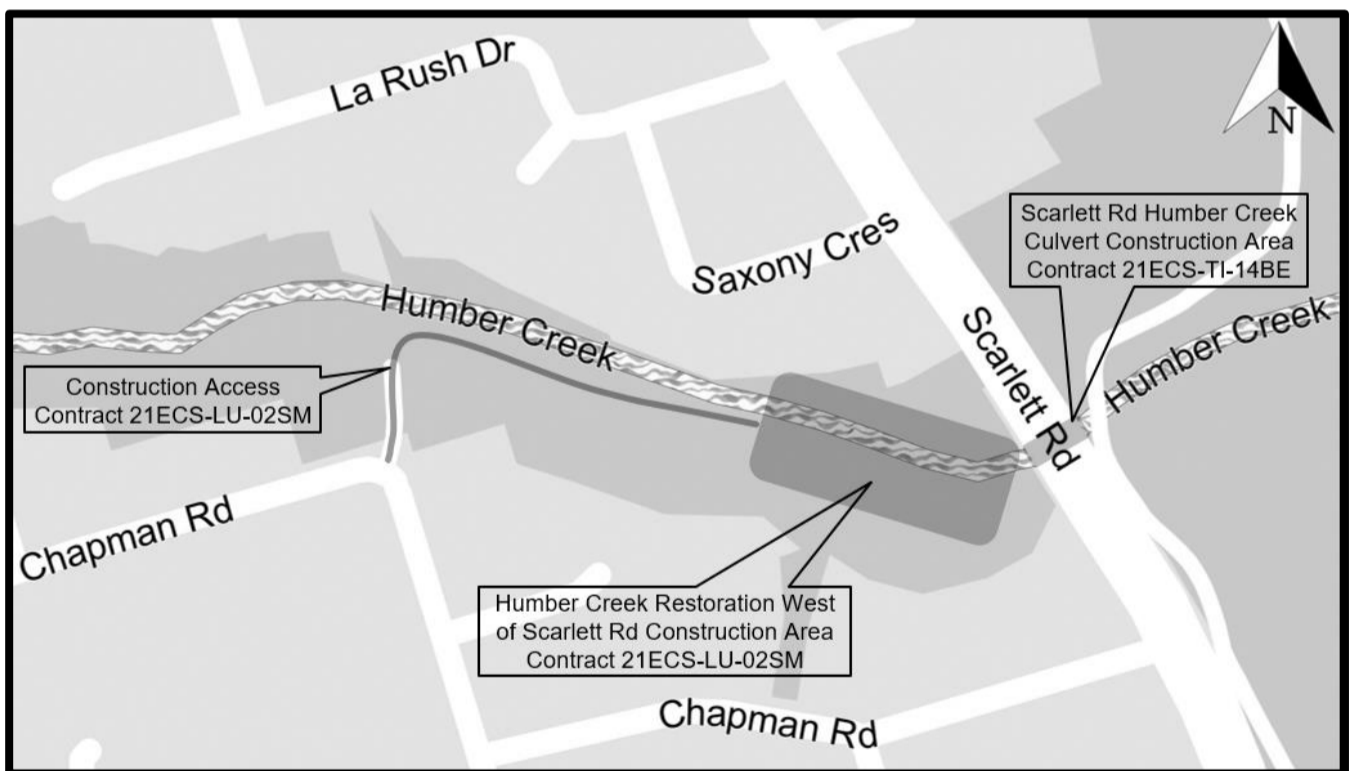 La Rush Dr
N
Scarlett Rd Humber Creek
Culvert Construction Area
Contract 21ECS-TI-14BE
Saxony Cres
Humber Creek
Scarlett Rd
Humber Creek
Construction Access
Contract 21ECS-LU-02SM
Chapman Rd
Humber Creek Restoration West
of Scarlett Rd Construction Area
Contract 21ECS-LU-02SM
Chapman Rd